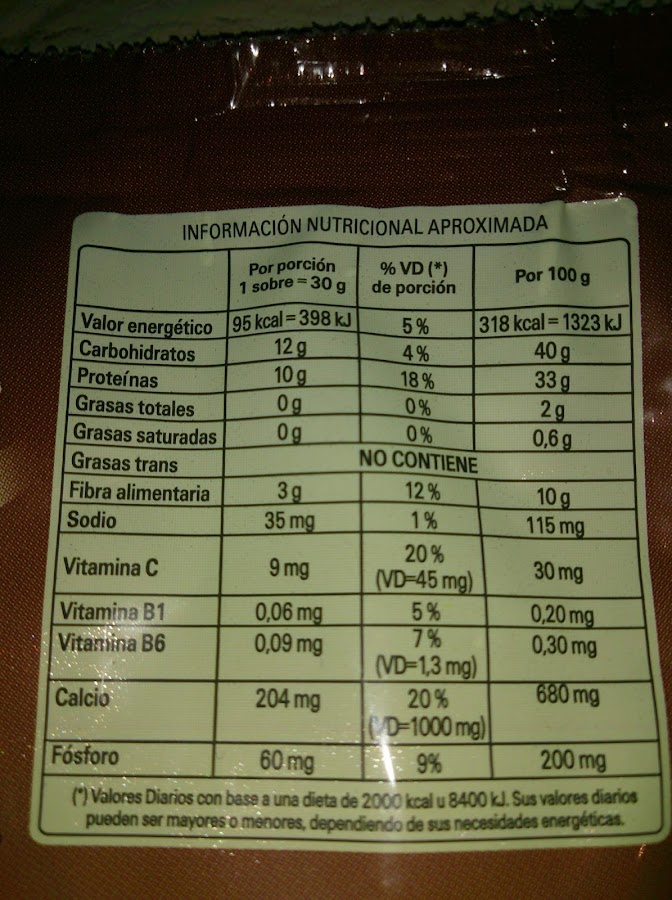 INFORMACIÓN NUTRICIONAL APROXIMADA
Por porción
1 sobre = 30 g
% VD (*)
de porción
Por 100 g
Valor energético 95 kcal = 398 kJ 5 % 318 kcal = 1323 kJ
Carbohidratos 12 g 4 % 40 g
Proteínas 10 g 18 % 33 g
Grasas totales 0 g 0% 2 g
Grasas saturadas 0 g 0 % 0,6 g
Grasas trans NO CONTIENE
Fibra alimentaria 3 g 12 % 10 g
Sodio 35 mg 1 % 115 mg
Vitamina C 9 mg 20 % (VD=45 mg) 30 mg
Vitamina B1 0,06 mg 5 % 0,20 mg
Vitamina B6 0,09 mg 7 % (VD=1,3 mg) 0,30 mg
Calcio 204 mg 20 % (VD=1000 mg) 680 mg
Fósforo 60 mg 9% 200 mg
(*) Valores Diarios con base a una dieta de 2000 kcal u 8400 kJ. Sus valores diarios
pueden ser mayores o menores, dependiendo de sus necesidades energéticas.